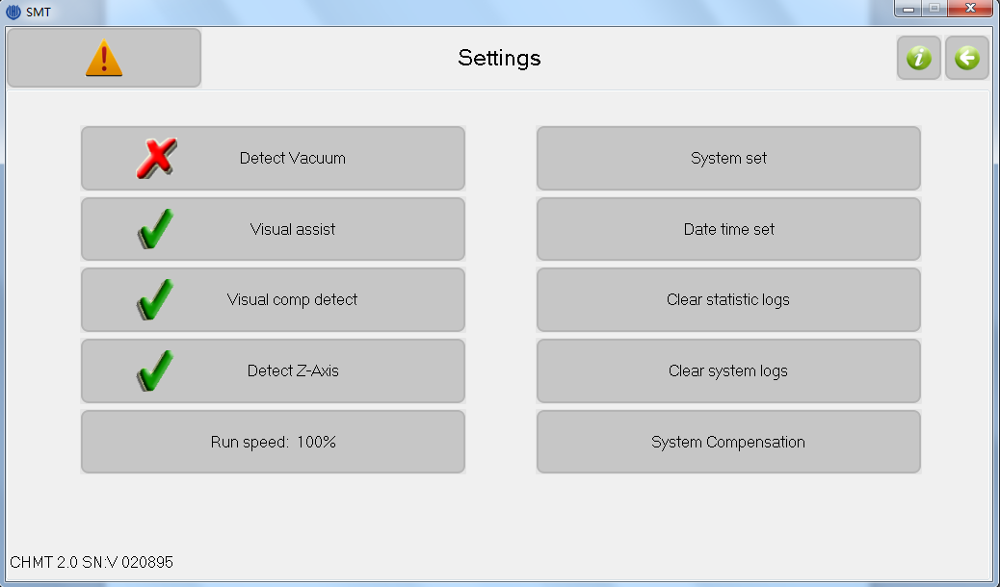 SMT
Settings
Detect Vacuum
System set
Visual assist
Date time set
Visual comp detect
Clear statistic logs
Detect Z-Axis
Clear system logs
Run speed: 100%
System Compensation
CHMT 2.0 SN:V 020895